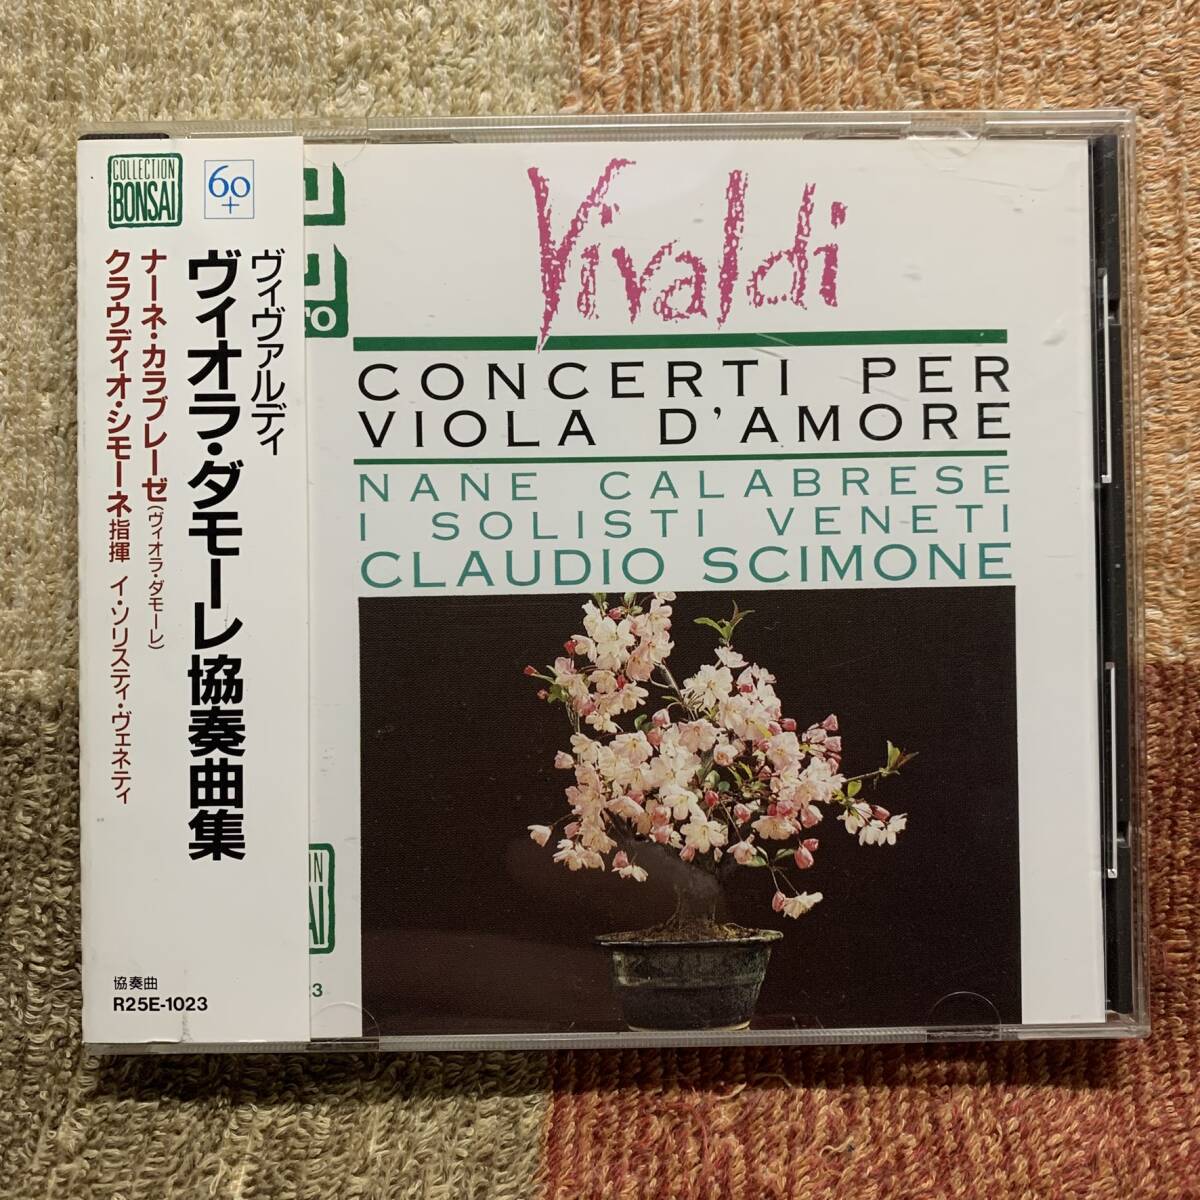 COLLECTION
BONSAI
60+
ヴィヴァルディ
ヴィオラ・ダモーレ協奏曲集
ナーネ・カラブレーゼ(ヴィオラ・ダモーレ)
クラウディオ・シモーネ指揮 イ・ソリスティ・ヴェネティ
協奏曲
R25E-1023
Vivaldi
CONCERTI PER
VIOLA D'AMORE
NANE CALABRESE
I SOLISTI VENETI
CLAUDIO SCIMONE